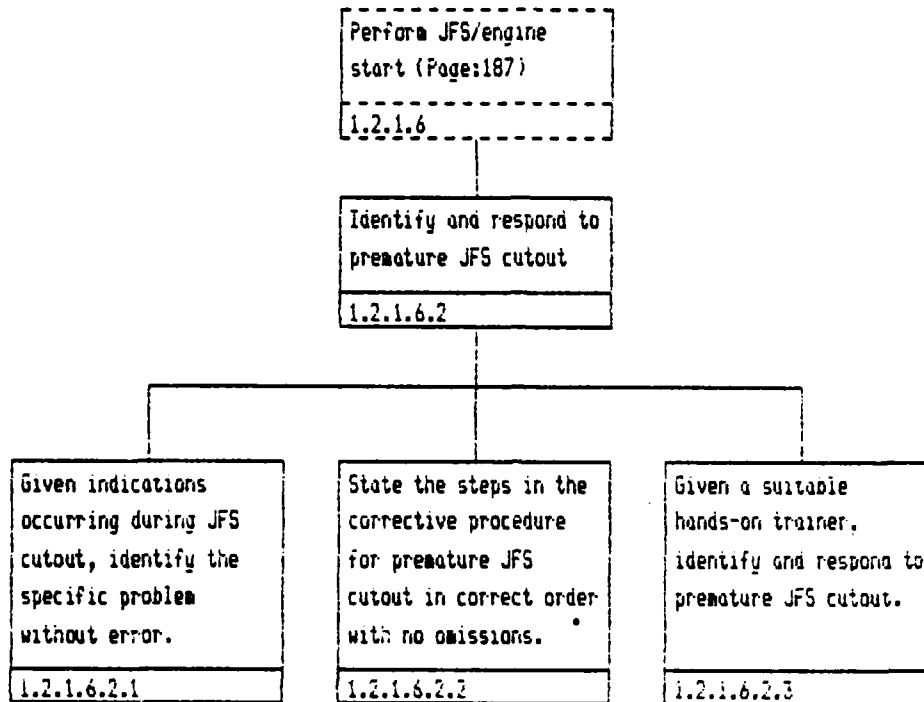 Perform JFS/engine
start (Page:187)
1.2.1.6
Identify and respond to
premature JFS cutout
1.2.1.6.2
Given indications
occurring during JFS
cutout, identify the
specific problem
without error.
1.2.1.6.2.1
State the steps in the
corrective procedure
for premature JFS
cutout in correct order
with no omissions.
1.2.1.6.2.2
Given a suitable
hands-on trainer,
identify and respond to
premature JFS cutout.
1.2.1.6.2.3